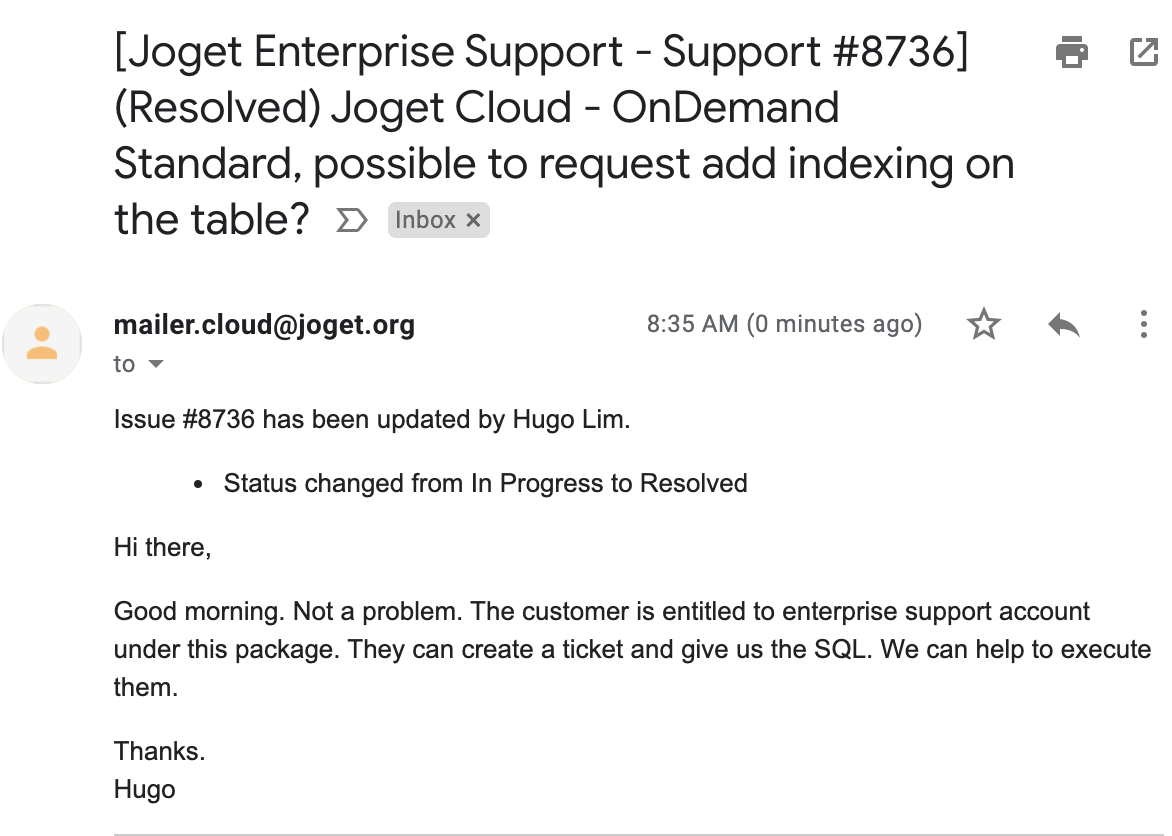 [Joget Enterprise Support - Support #8736]
(Resolved) Joget Cloud - OnDemand
Standard, possible to request add indexing on
the table? Inbox ×
mailer.cloud@joget.org 8:35 AM (0 minutes ago)
to
Issue #8736 has been updated by Hugo Lim.
• Status changed from In Progress to Resolved
Hi there,
Good morning. Not a problem. The customer is entitled to enterprise support account
under this package. They can create a ticket and give us the SQL. We can help to execute
them.
Thanks.
Hugo